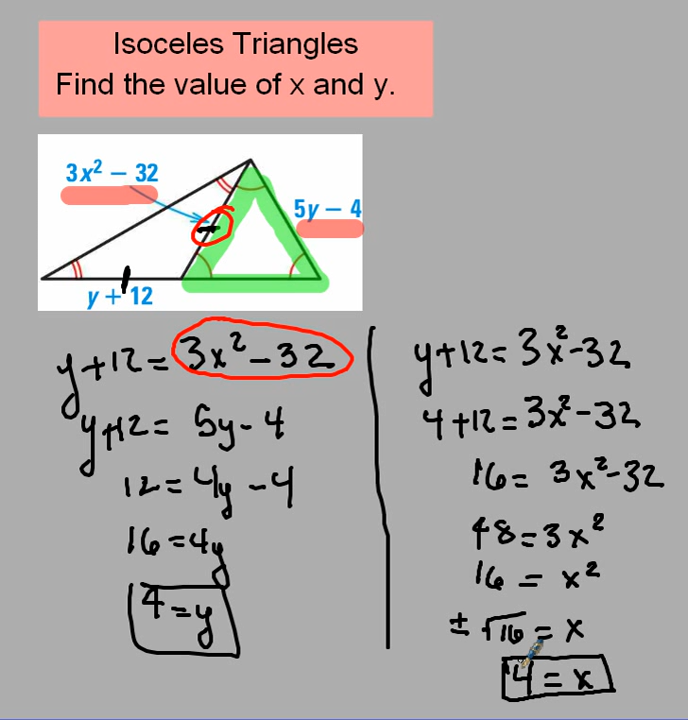 Isoceles Triangles
Find the value of x and y.
3x² – 32
5y – 4
y + 12
y+12 = 3x²-32
y+12 = 5y-4
12 = 4y -4
16 = 4y
4 = y
y+12 = 3x²-32
4+12 = 3x²-32
16 = 3x²-32
48 = 3x²
16 = x²
± √16 = x
4 = x